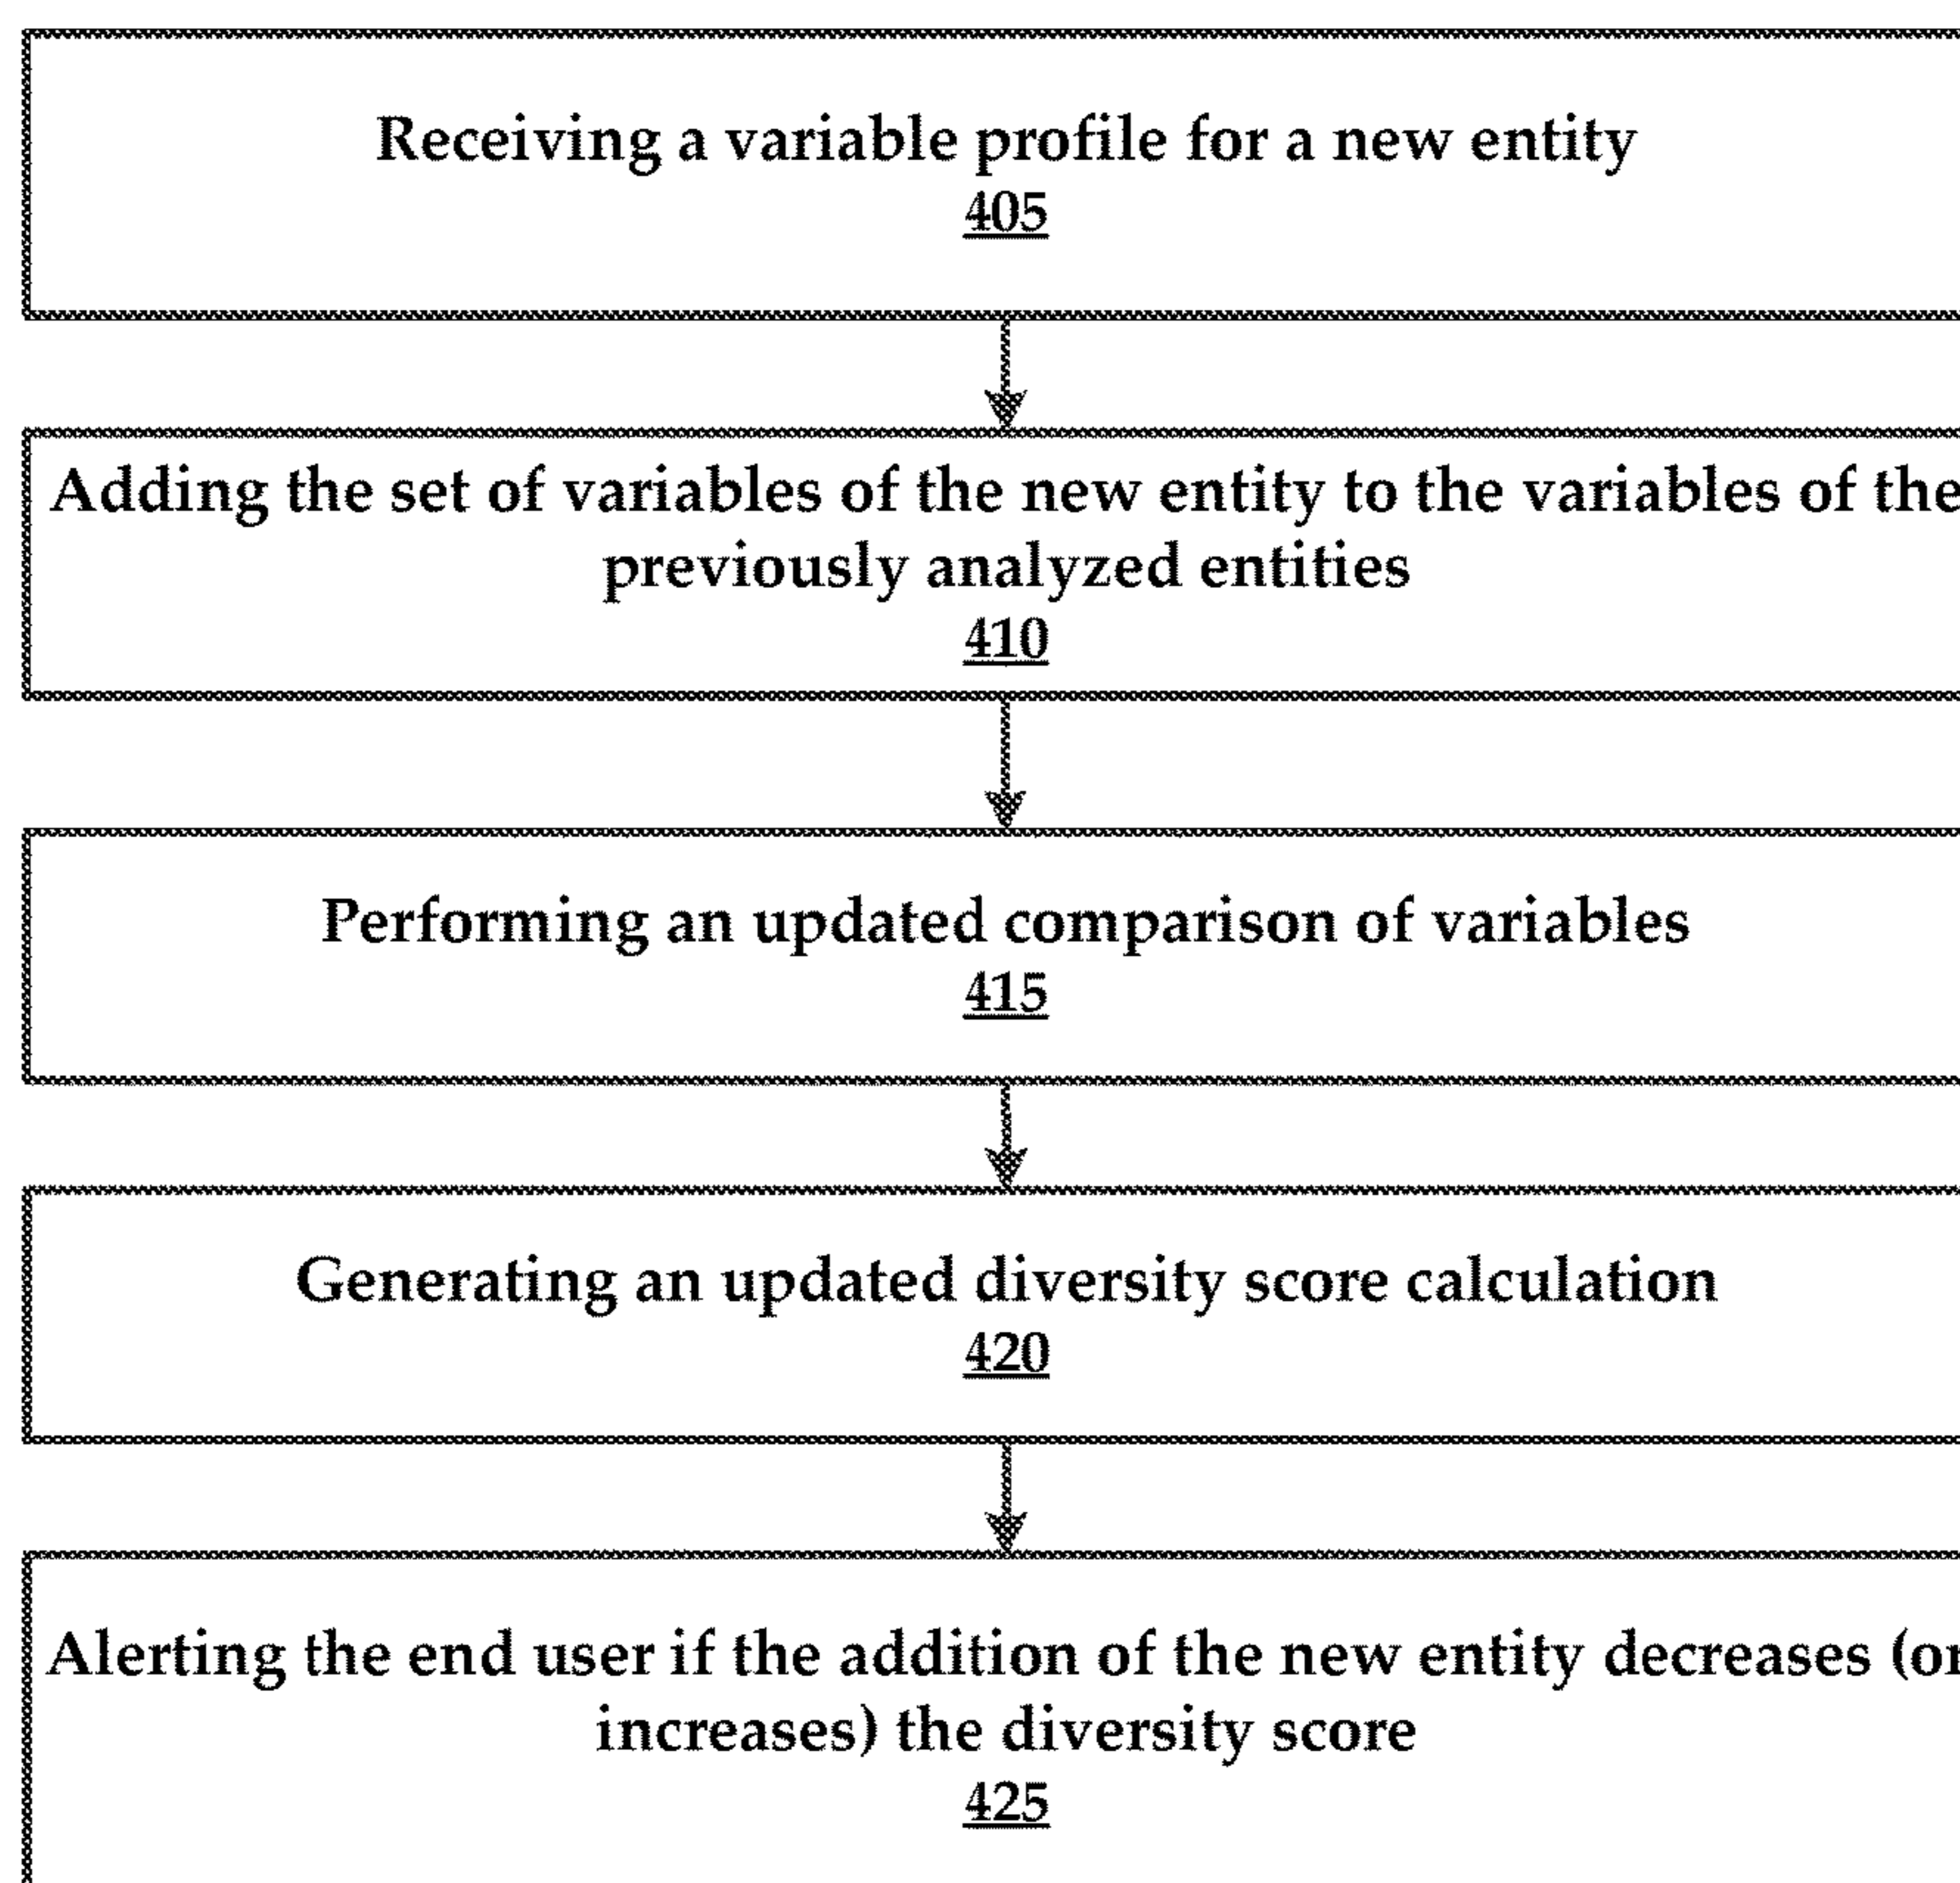 Receiving a variable profile for a new entity
405
Adding the set of variables of the new entity to the variables of the
previously analyzed entities
410
Performing an updated comparison of variables
415
Generating an updated diversity score calculation
420
Alerting the end user if the addition of the new entity decreases (or
increases) the diversity score
425